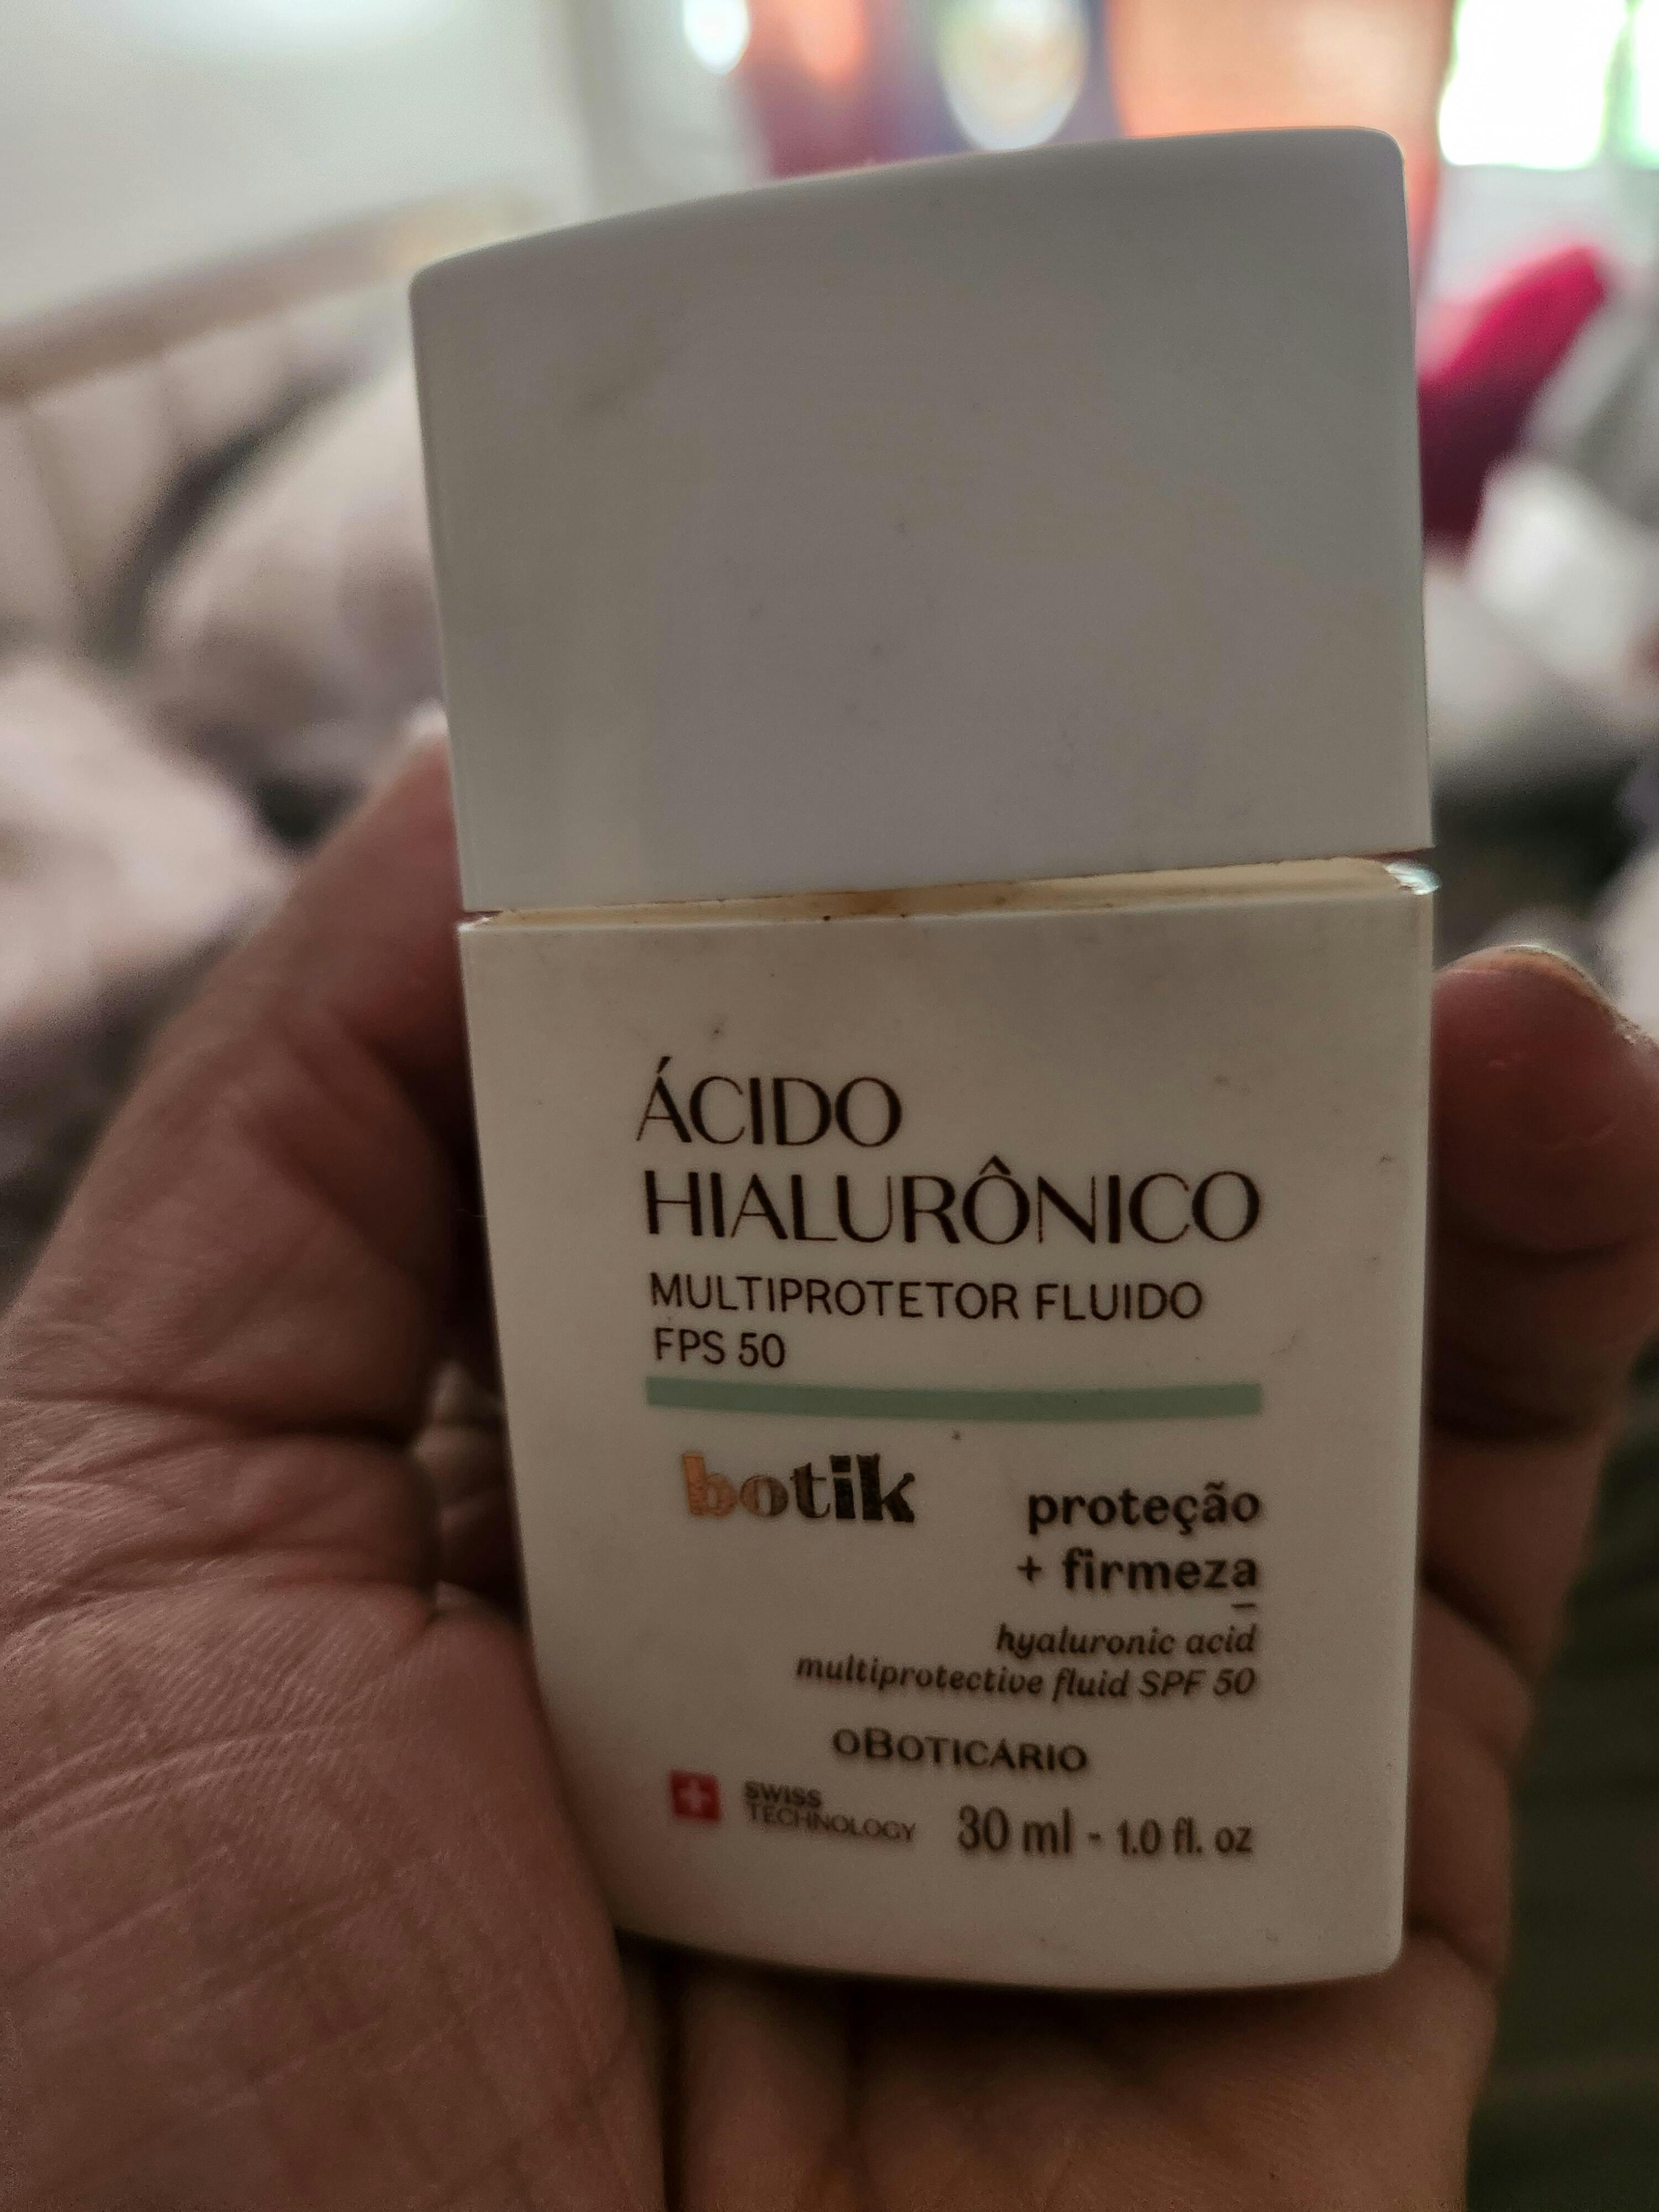 ÁCIDO
HIALURÔNICO
MULTIPROTETOR FLUIDO
FPS 50
botik
proteção
+ firmeza
hyaluronic acid
multiprotective fluid SPF 50
oBOTICÁRIO
SWISS
TECHNOLOGY
30 ml - 1.0 fl. oz